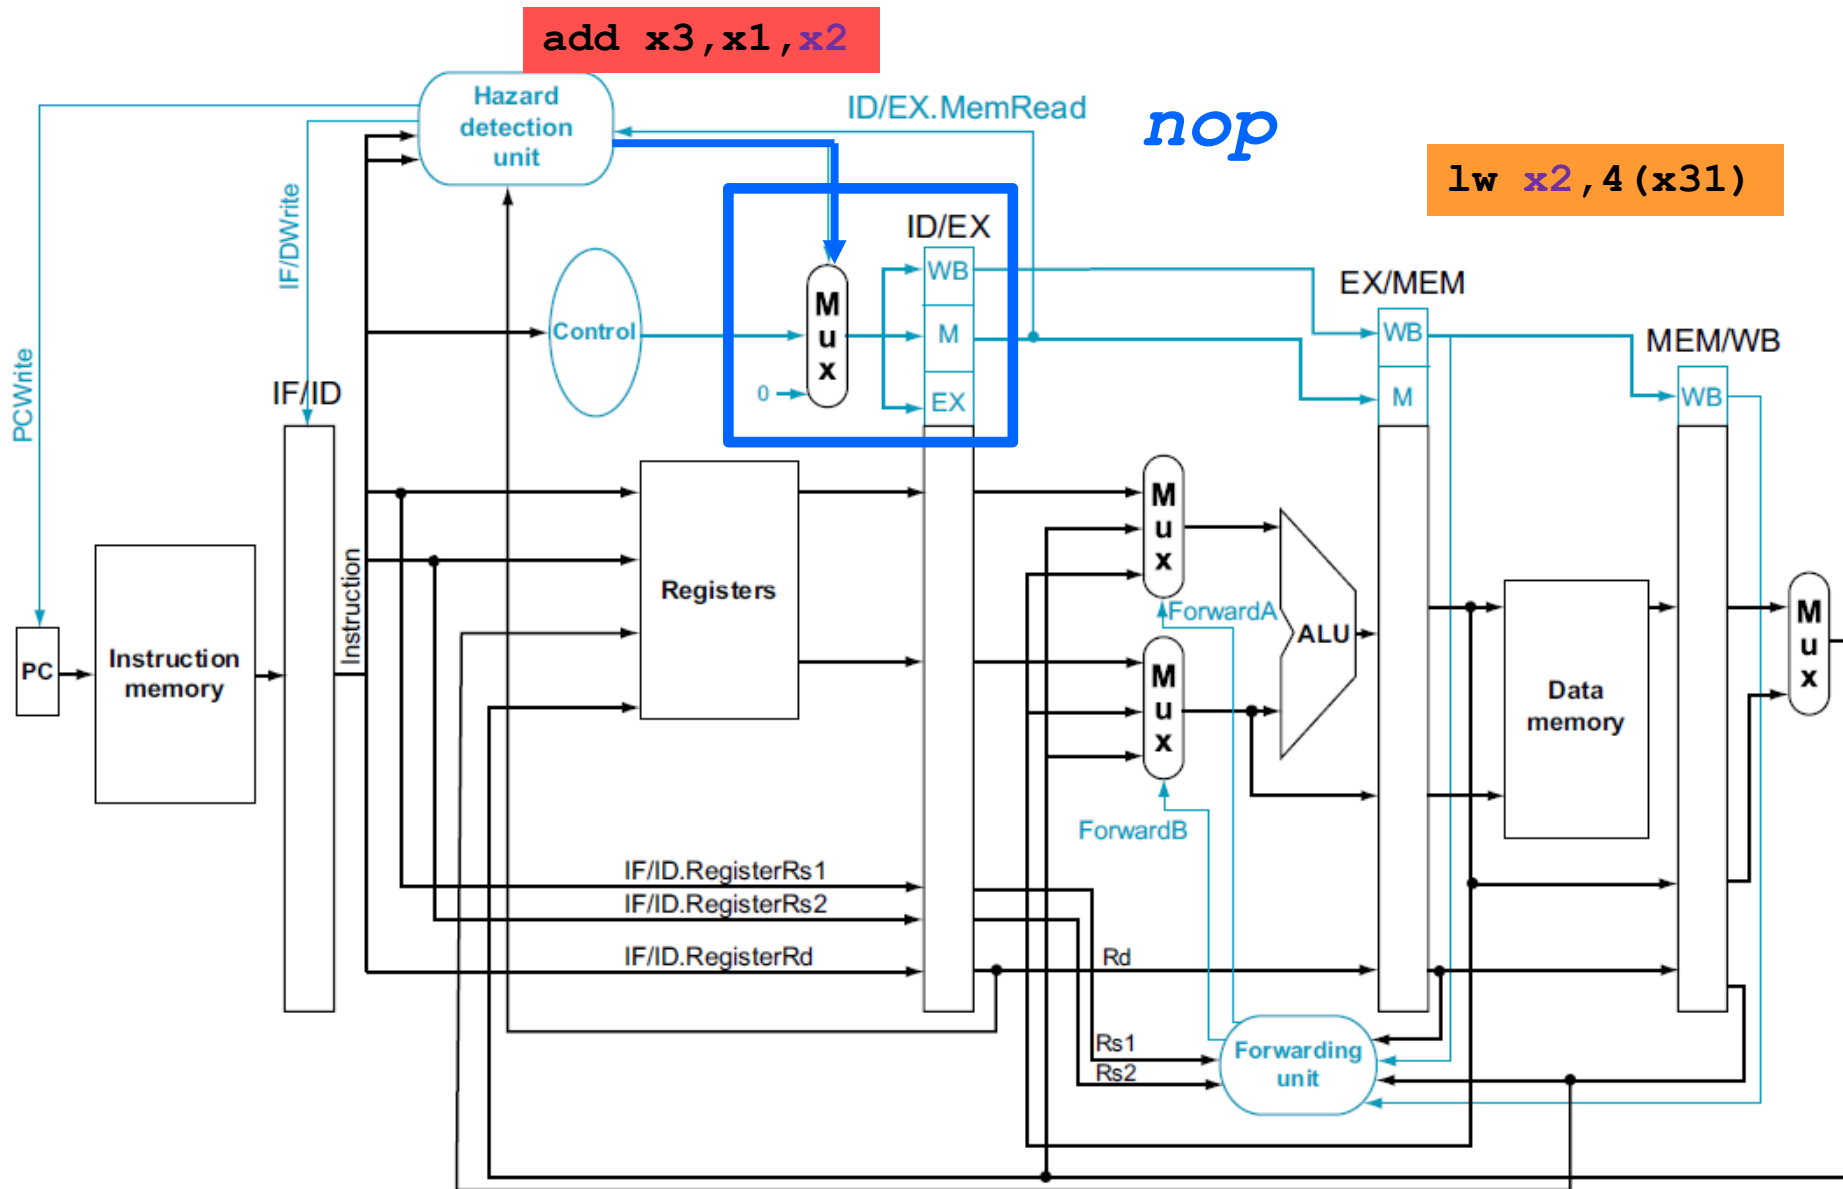 add x3,x1,x2
Hazard
detection
unit
ID/EX.MemRead
nop
lw x2,4(x31)
IF/DWrite
PCWrite
ID/EX
WB
M
EX
Control
0
M
u
x
EX/MEM
WB
M
MEM/WB
WB
IF/ID
Instruction
PC
Instruction
memory
Registers
M
u
x
ForwardA
M
u
x
ForwardB
ALU
Data
memory
M
u
x
IF/ID.RegisterRs1
IF/ID.RegisterRs2
IF/ID.RegisterRd
Rd
Rs1
Rs2
Forwarding
unit